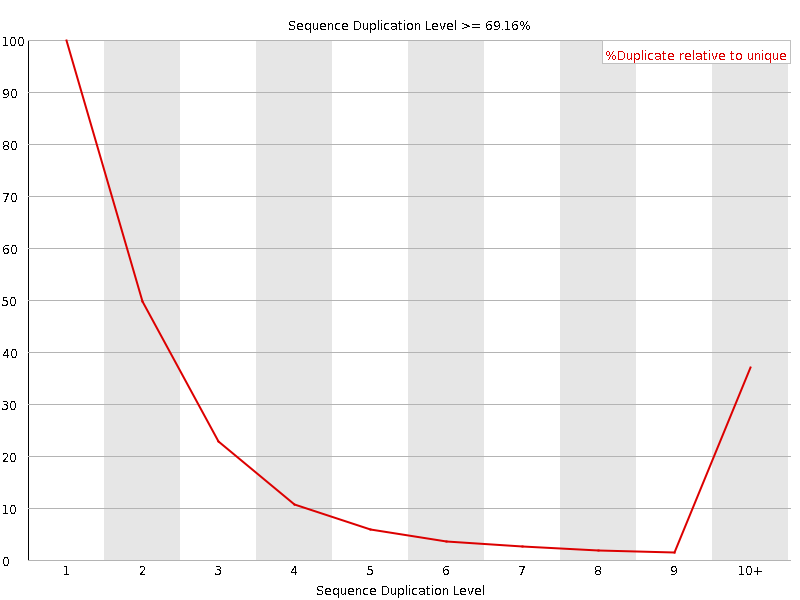 Sequence Duplication Level >= 69.16%
%Duplicate relative to unique
100
90
80
70
60
50
40
30
20
10
0
1 2 3 4 5 6 7 8 9 10+
Sequence Duplication Level